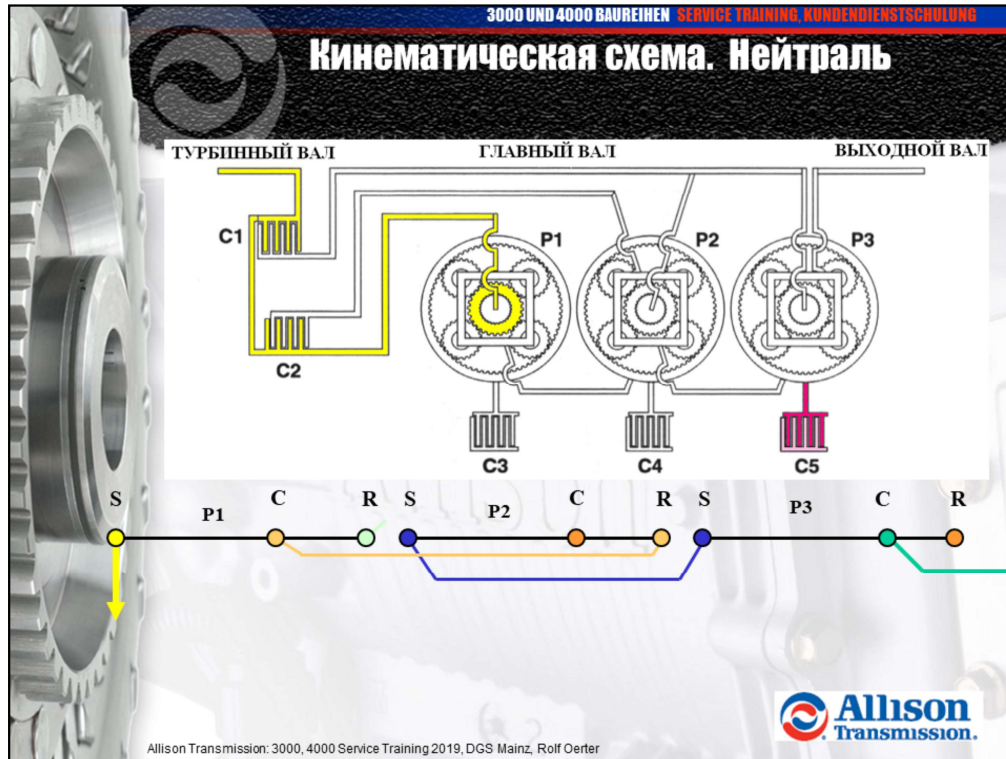 3000 UND 4000 BAUREIHEN SERVICE TRAINING, KUNDENDIENSTSCHULUNG
Кинематическая схема. Нейтраль
ТУРБИННЫЙ ВАЛ ГЛАВНЫЙ ВАЛ ВЫХОДНОЙ ВАЛ
C1 P1 P2 P3
C2
C3 C4 C5
S C R S C R S C R
P1 P2 P3
Allison
Transmission.
Allison Transmission: 3000, 4000 Service Training 2019, DGS Mainz, Rolf Oerter